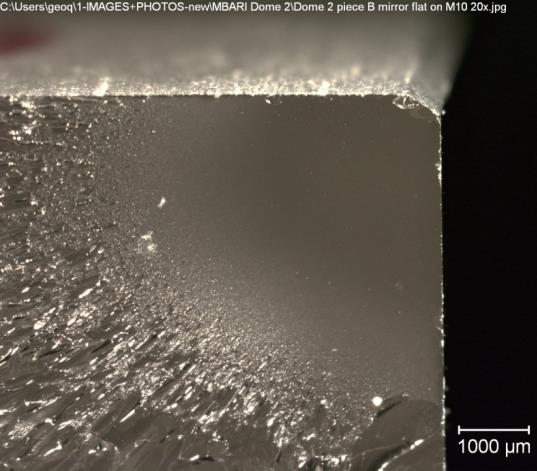 C:\Users\geoq\1-IMAGES+PHOTOS-new\MBARI Dome 2\Dome 2 piece B mirror flat on M10 20x.jpg
1000 µm